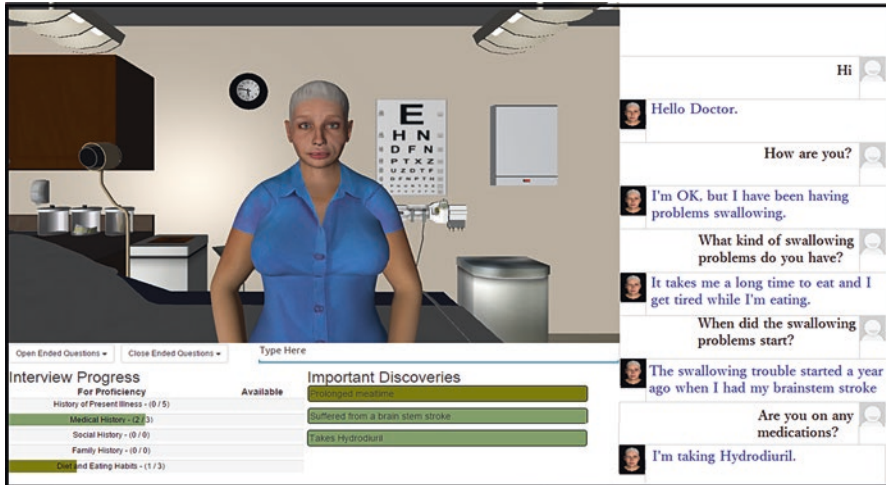 E
H N
D F N
P T X Z
U Z D T F
D F N P T H
Hi
Hello Doctor.
How are you?
I'm OK, but I have been having
problems swallowing.
What kind of swallowing
problems do you have?
It takes me a long time to eat and I
get tired while I'm eating.
When did the swallowing
problems start?
The swallowing trouble started a year
ago when I had my brainstem stroke
Are you on any
medications?
I'm taking Hydrodiuril.
Open Ended Questions
Close Ended Questions
Type Here
Interview Progress
For Proficiency
Available
History of Present Illness - (0 / 5)
Medical History - (2 / 3)
Social History - (0 / 0)
Family History - (0 / 0)
Diet and Eating Habits - (1 / 3)
Important Discoveries
Prolonged mealtime
Suffered from a brain stem stroke
Takes Hydrodiuril